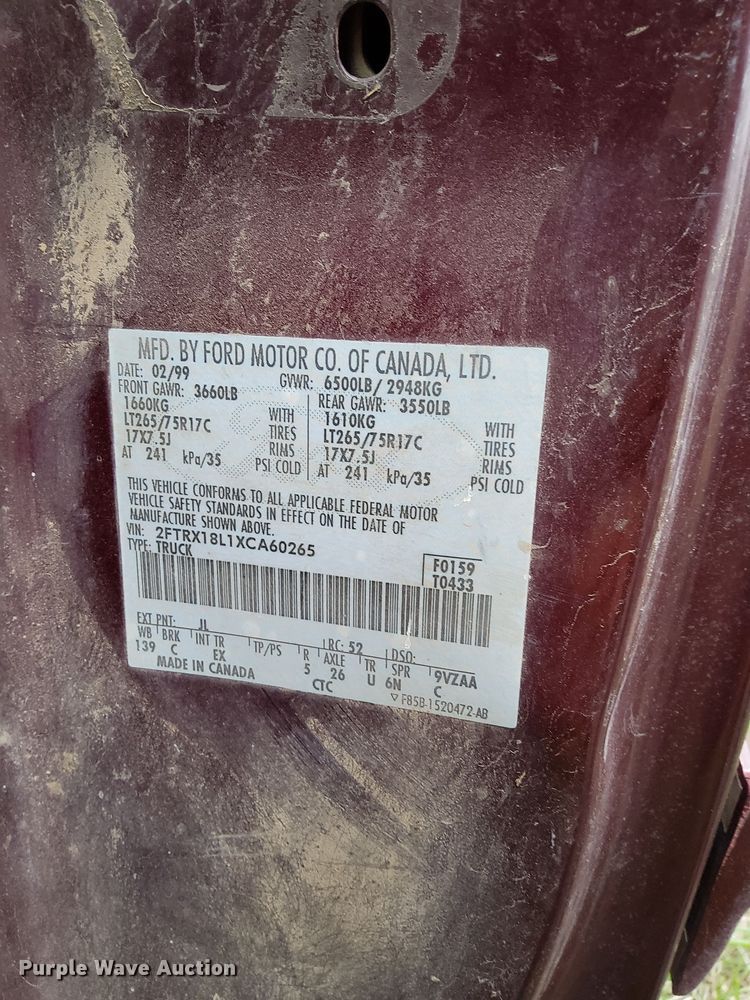 MFD. BY FORD MOTOR CO. OF CANADA, LTD.
DATE: 02/99 GVWR: 6500LB/2948KG
FRONT GAWR: 3660LB REAR GAWR: 3550LB
1660KG WITH 1610KG WITH
LT265/75R17C TIRES LT265/75R17C TIRES
17X7.5J RIMS 17X7.5J RIMS
AT 241 kPa/35 PSI COLD AT 241 kPa/35 PSI COLD
THIS VEHICLE CONFORMS TO ALL APPLICABLE FEDERAL MOTOR
VEHICLE SAFETY STANDARDS IN EFFECT ON THE DATE OF
MANUFACTURE SHOWN ABOVE.
VIN: 2FTRX18L1XCA60265 F0159
TYPE: TRUCK T0433
EXT PNT: JL RC: 52 DSO:
WB BRK INT TR TP/PS R AXLE TR SPR 9VZAA
139 C EX 5 26 U 6N C
MADE IN CANADA CTC ▽ F85B-1520472-AB
Purple Wave Auction